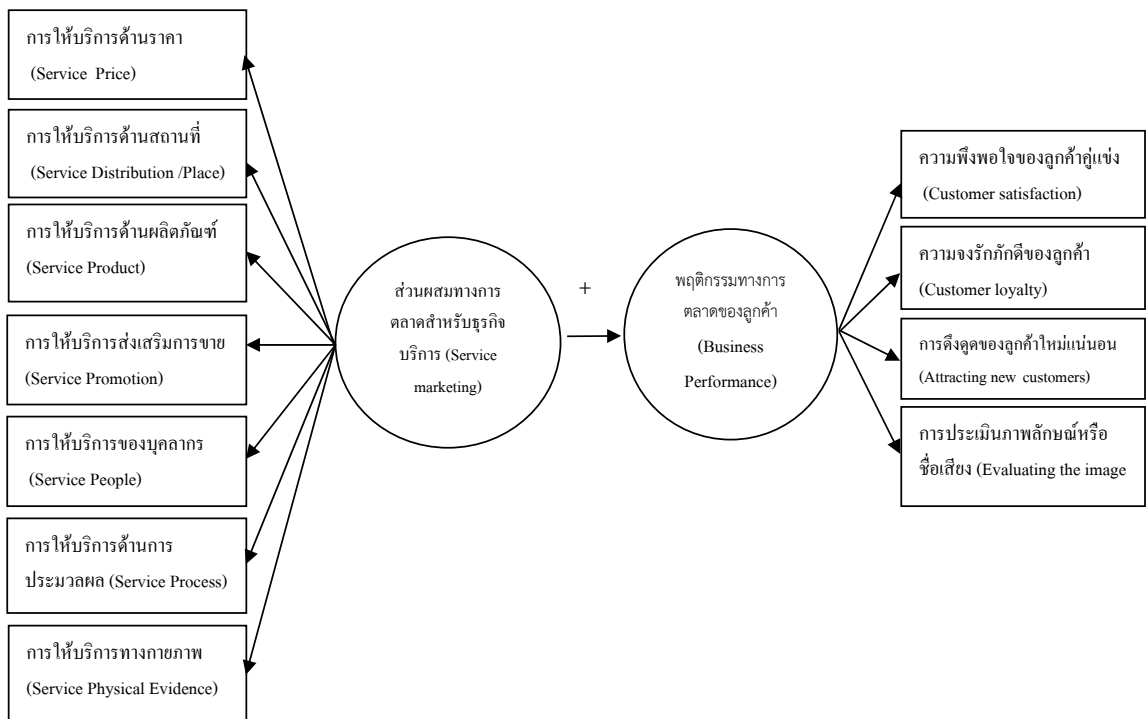 การให้บริการด้านราคา
(Service Price)
การให้บริการด้านสถานที่
(Service Distribution /Place)
การให้บริการด้านผลิตภัณฑ์
(Service Product)
การให้บริการส่งเสริมการขาย
(Service Promotion)
การให้บริการของบุคลากร
(Service People)
การให้บริการด้านการ
ประมวลผล (Service Process)
การให้บริการทางกายภาพ
(Service Physical Evidence)
ส่วนผสมทางการ
ตลาดสำหรับธุรกิจ
บริการ (Service
marketing)
+
พฤติกรรมทางการ
ตลาดของลูกค้า
(Business
Performance)
ความพึงพอใจของลูกค้าคู่แข่ง
(Customer satisfaction)
ความจงรักภักดีของลูกค้า
(Customer loyalty)
การดึงดูดของลูกค้าใหม่แน่นอน
(Attracting new customers)
การประเมินภาพลักษณ์หรือ
ชื่อเสียง (Evaluating the image